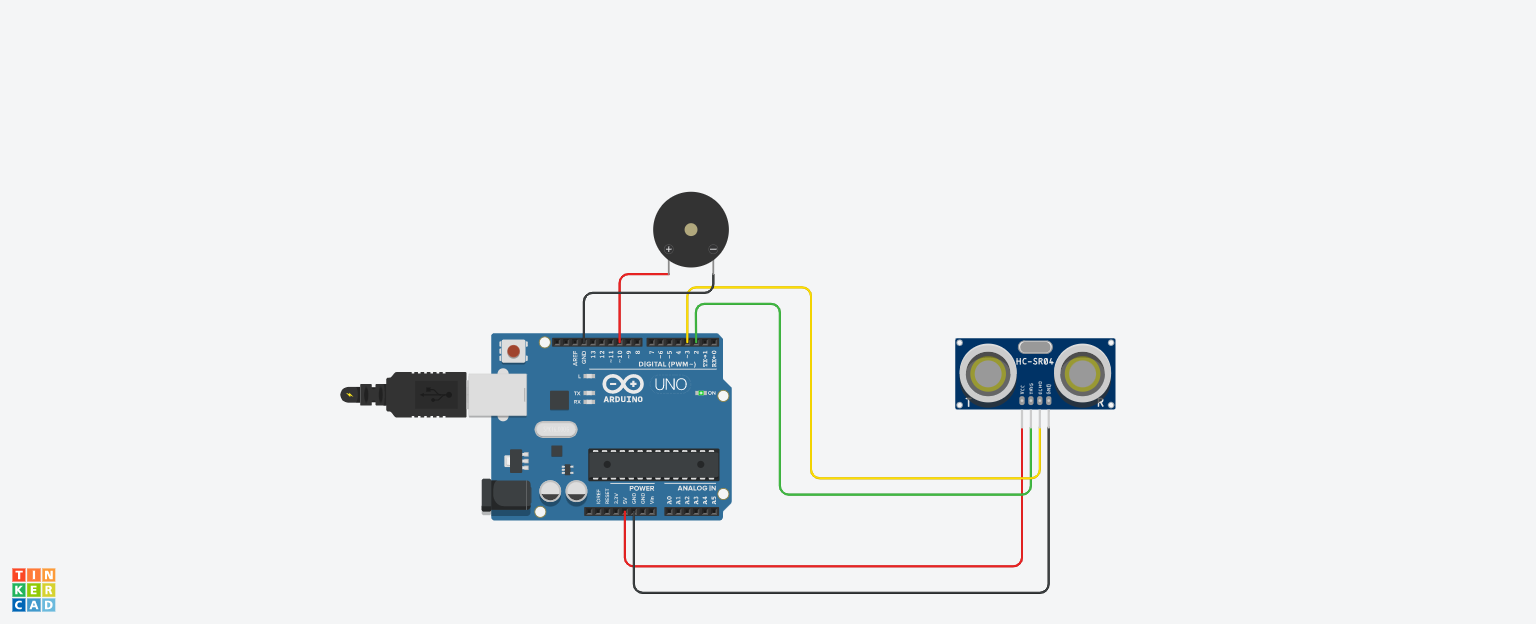 + −
AREF
GND
13
12
~11
~10
~9
8
7
~6
~5
4
~3
2
TX→1
RX←0
DIGITAL (PWM~)
L
TX
RX
UNO
ARDUINO
ON
POWER
ANALOG IN
IOREF
RESET
3.3V
5V
GND
GND
Vin
A0
A1
A2
A3
A4
A5
HC-SR04
VCC
TRIG
ECHO
GND
T
R
TIN
KER
CAD